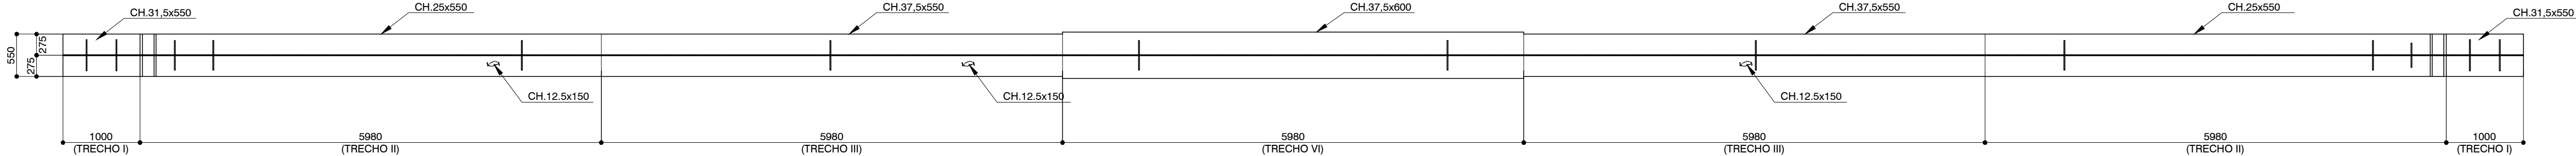 CH.31,5x550
CH.25x550
CH.37,5x550
CH.37,5x600
CH.37,5x550
CH.25x550
CH.31,5x550
550
275
275
CH.12.5x150
CH.12.5x150
CH.12.5x150
1000
(TRECHO I)
5980
(TRECHO II)
5980
(TRECHO III)
5980
(TRECHO VI)
5980
(TRECHO III)
5980
(TRECHO II)
1000
(TRECHO I)